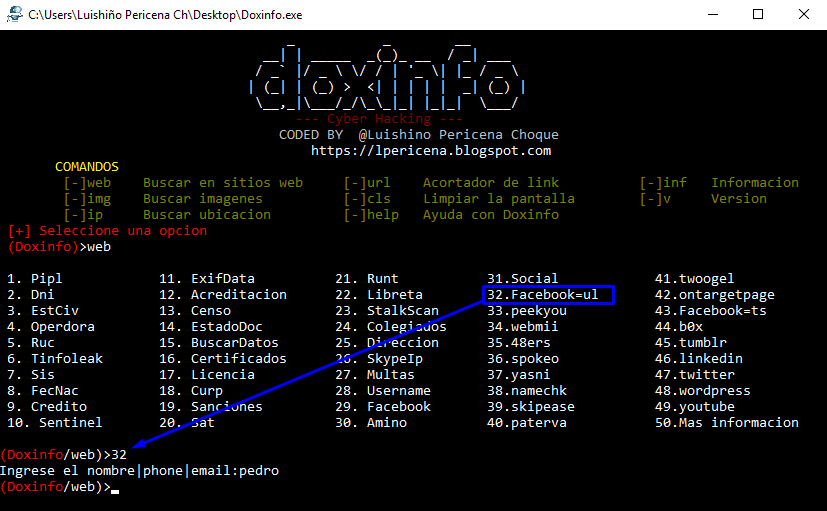 C:\Users\Luishiño Pericena Ch\Desktop\Doxinfo.exe
doxinfo
--- Cyber Hacking ---
CODED BY @Luishino Pericena Choque
https://lpericena.blogspot.com
COMANDOS
[-]web Buscar en sitios web [-]url Acortador de link [-]inf Informacion
[-]img Buscar imagenes [-]cls Limpiar la pantalla [-]v Version
[-]ip Buscar ubicacion [-]help Ayuda con Doxinfo
[+] Seleccione una opcion
(Doxinfo)>web
1. Pipl 11. ExifData 21. Runt 31.Social 41.twoogel
2. Dni 12. Acreditacion 22. Libreta 32.Facebook=ul 42.ontargetpage
3. EstCiv 13. Censo 23. StalkScan 33.peekyou 43.Facebook=ts
4. Operdora 14. EstadoDoc 24. Colegiados 34.webmii 44.b0x
5. Ruc 15. BuscarDatos 25. Direccion 35.48ers 45.tumblr
6. Tinfoleak 16. Certificados 26. SkypeIp 36.spokeo 46.linkedin
7. Sis 17. Licencia 27. Multas 37.yasni 47.twitter
8. FecNac 18. Curp 28. Username 38.namechk 48.wordpress
9. Credito 19. Sanciones 29. Facebook 39.skipease 49.youtube
10. Sentinel 20. Sat 30. Amino 40.paterva 50.Mas informacion
(Doxinfo/web)>32
Ingrese el nombre|phone|email:pedro
(Doxinfo/web)>